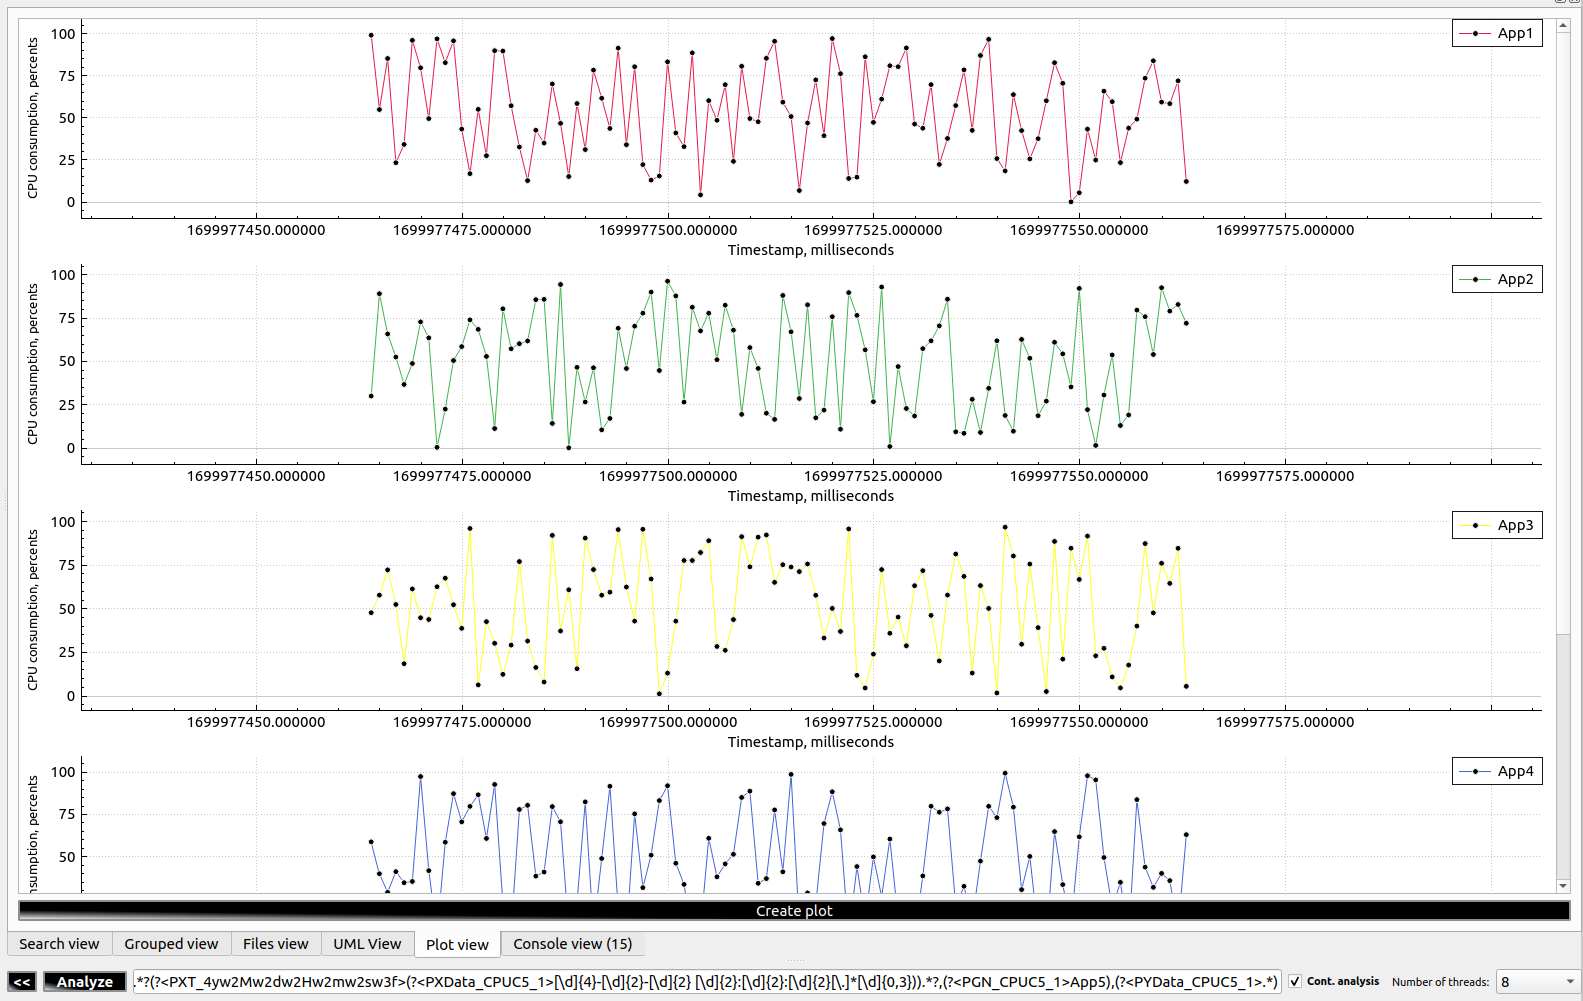 100
75
50
25
0
CPU consumption, percents
App1
1699977450.000000 1699977475.000000 1699977500.000000 1699977525.000000 1699977550.000000 1699977575.000000
Timestamp, milliseconds
100
75
50
25
0
CPU consumption, percents
App2
1699977450.000000 1699977475.000000 1699977500.000000 1699977525.000000 1699977550.000000 1699977575.000000
Timestamp, milliseconds
100
75
50
25
0
CPU consumption, percents
App3
1699977450.000000 1699977475.000000 1699977500.000000 1699977525.000000 1699977550.000000 1699977575.000000
Timestamp, milliseconds
100
75
50
nsumption, percents
App4
Create plot
Search view Grouped view Files view UML View Plot view Console view (15)
<< Analyze .*?(?<PXT_4yw2Mw2dw2Hw2mw2sw3f>(?<PXData_CPUC5_1>[\d]{4}-[\d]{2}-[\d]{2} [\d]{2}:[\d]{2}:[\d]{2}[\.]*[\d]{0,3})).*?,(?<PGN_CPUC5_1>App5),(?<PYData_CPUC5_1>.*) Cont. analysis Number of threads: 8